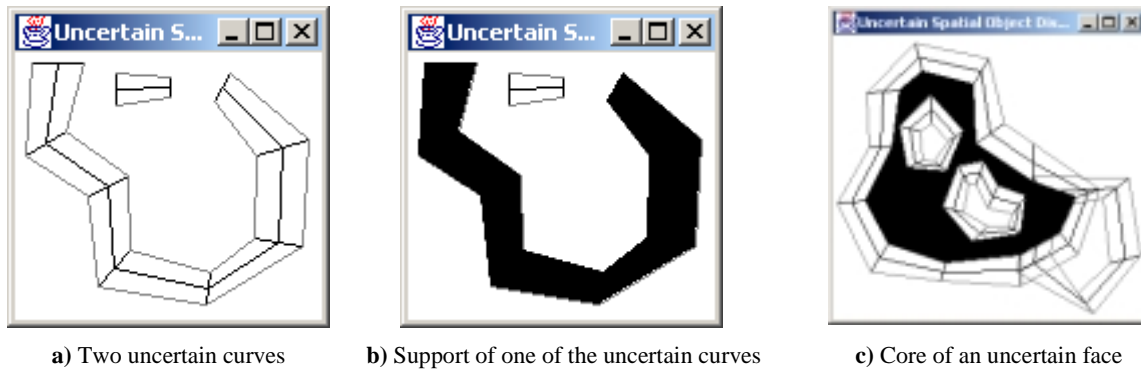 Uncertain S...
Uncertain S...
Uncertain Spatial Object Dis...
a) Two uncertain curves
b) Support of one of the uncertain curves
c) Core of an uncertain face